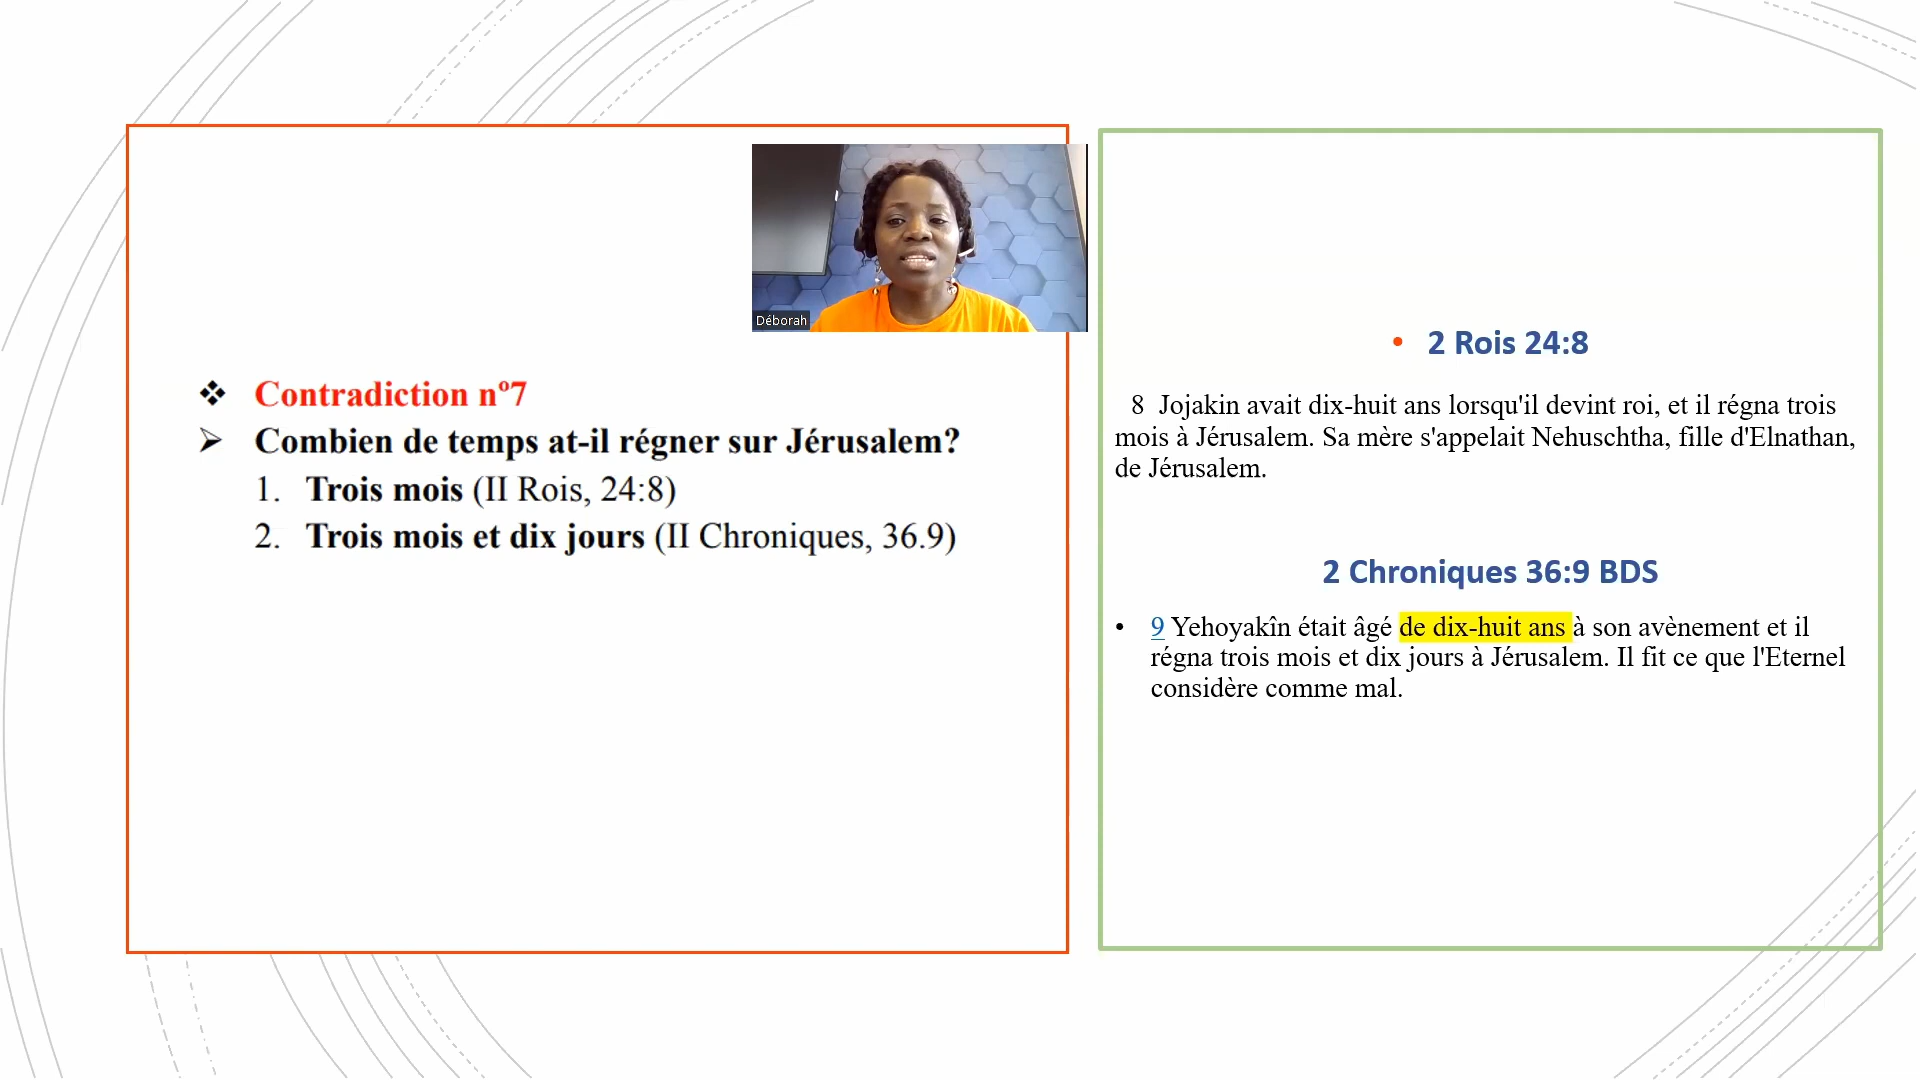 Déborah
Contradiction nº7
Combien de temps at-il régner sur Jérusalem?
1. Trois mois (II Rois, 24:8)
2. Trois mois et dix jours (II Chroniques, 36.9)
• 2 Rois 24:8
8 Jojakin avait dix-huit ans lorsqu'il devint roi, et il régna trois
mois à Jérusalem. Sa mère s'appelait Nehuschtha, fille d'Elnathan,
de Jérusalem.
2 Chroniques 36:9 BDS
• 9 Yehoyakîn était âgé de dix-huit ans à son avènement et il
régna trois mois et dix jours à Jérusalem. Il fit ce que l'Eternel
considère comme mal.